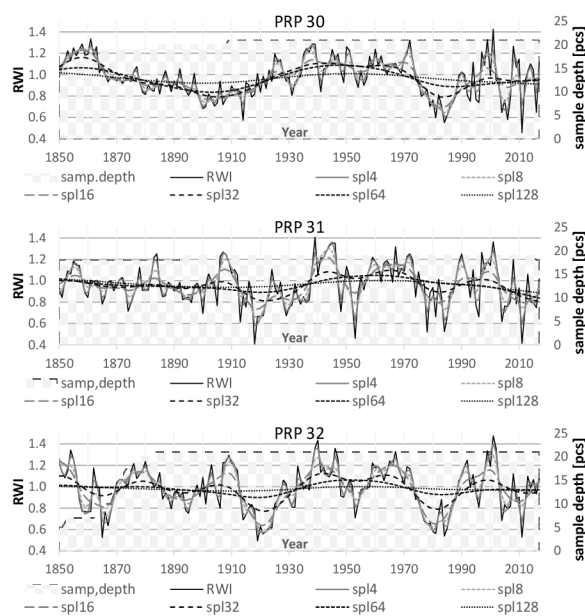 PRP 30
1.4
1.2
1.0
0.8
0.6
0.4
RWI
25
20
15
10
5
0
sample depth [pcs]
Year
1850 1870 1890 1910 1930 1950 1970 1990 2010
samp,depth RWI spl4 spl8
spl16 spl32 spl64 spl128
PRP 31
1.4
1.2
1.0
0.8
0.6
0.4
RWI
25
20
15
10
5
0
sample depth [pcs]
Year
1850 1870 1890 1910 1930 1950 1970 1990 2010
samp,depth RWI spl4 spl8
spl16 spl32 spl64 spl128
PRP 32
1.4
1.2
1.0
0.8
0.6
0.4
RWI
25
20
15
10
5
0
sample depth [pcs]
Year
1850 1870 1890 1910 1930 1950 1970 1990 2010
samp,depth RWI spl4 spl8
spl16 spl32 spl64 spl128